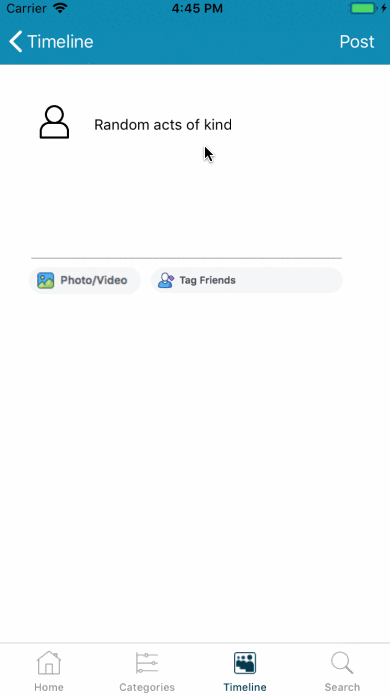 Carrier 4:45 PM
Timeline Post
Random acts of kind
Photo/Video Tag Friends
Home Categories Timeline Search